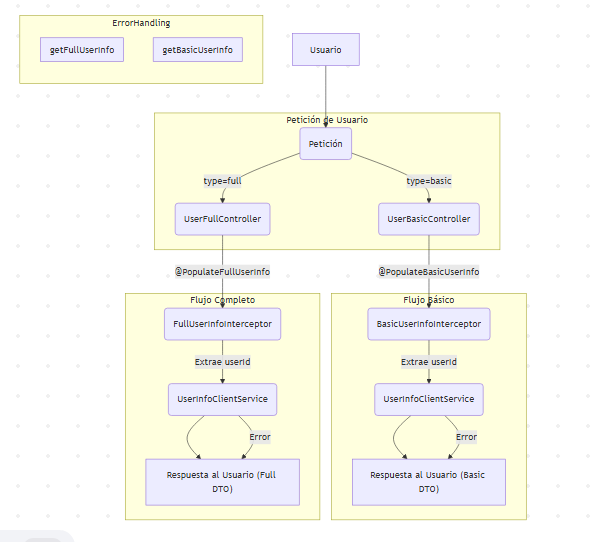 ErrorHandling
getFullUserInfo
getBasicUserInfo
Usuario
Petición de Usuario
Petición
type=full
type=basic
UserFullController
UserBasicController
@PopulateFullUserInfo
@PopulateBasicUserInfo
Flujo Completo
Flujo Básico
FullUserInfoInterceptor
BasicUserInfoInterceptor
Extrae userId
Extrae userId
UserInfoClientService
UserInfoClientService
Error
Error
Respuesta al Usuario (Full
DTO)
Respuesta al Usuario (Basic
DTO)